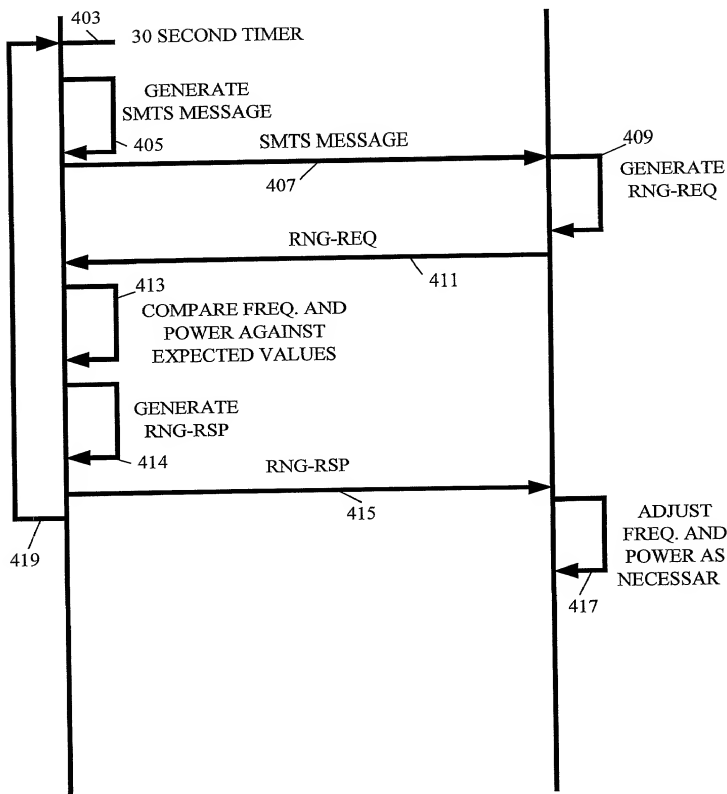 403
30 SECOND TIMER
GENERATE
SMTS MESSAGE
405
SMTS MESSAGE
407
409
GENERATE
RNG-REQ
RNG-REQ
411
413
COMPARE FREQ. AND
POWER AGAINST
EXPECTED VALUES
GENERATE
RNG-RSP
414
RNG-RSP
415
419
ADJUST
FREQ. AND
POWER AS
NECESSAR
417